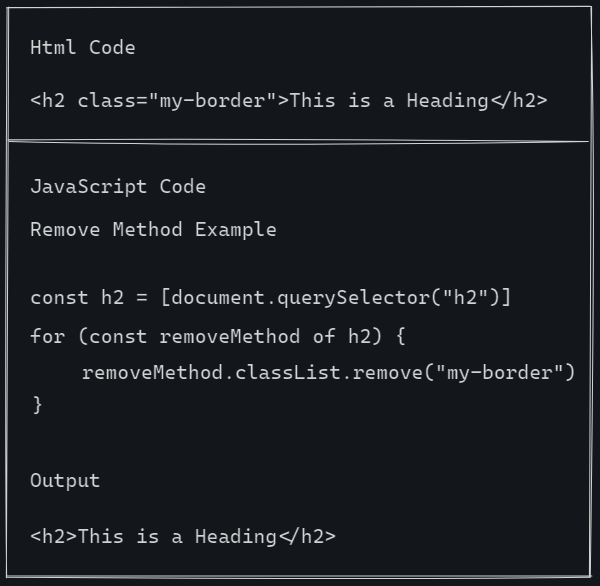 Html Code
<h2 class="my-border">This is a Heading</h2>
JavaScript Code
Remove Method Example
const h2 = [document.querySelector("h2")]
for (const removeMethod of h2) {
removeMethod.classList.remove("my-border")
}
Output
<h2>This is a Heading</h2>